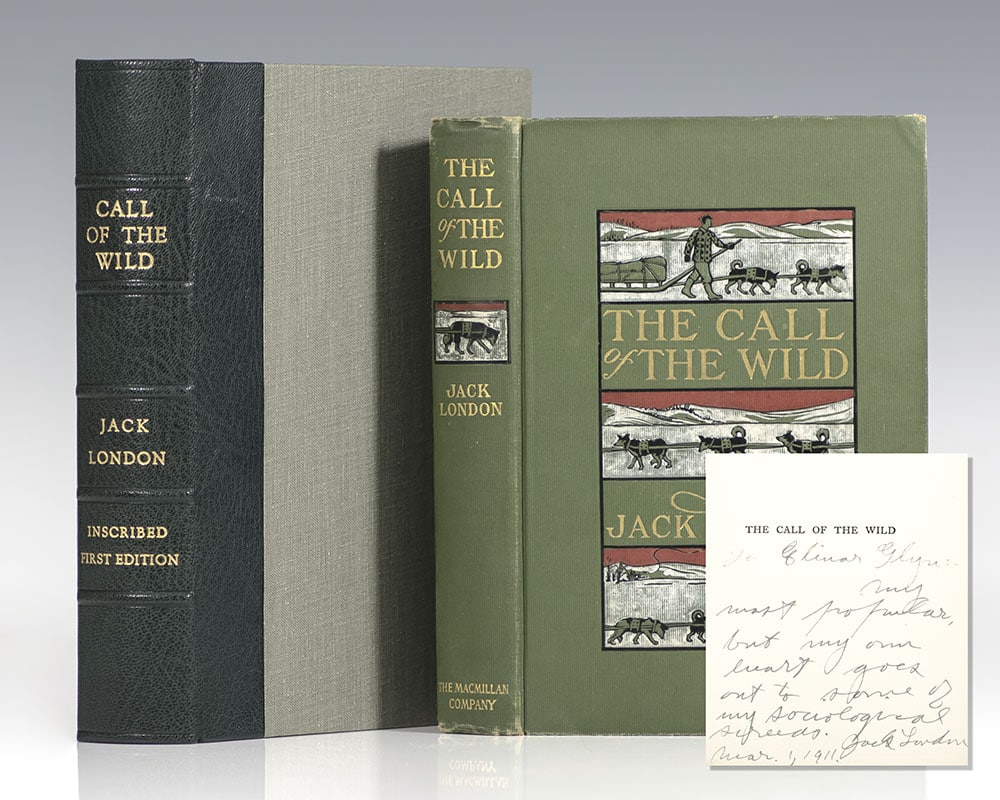 CALL
OF THE
WILD
JACK
LONDON
INSCRIBED
FIRST EDITION
THE
CALL
of THE
WILD
JACK
LONDON
THE MACMILLAN
COMPANY
THE CALL
of THE WILD
JACK
THE CALL OF THE WILD
To Elinor Glyn:-
my
most popular,
but my own
heart goes
out to some of
my sociological
screeds.
Jack London
Mar. 1, 1911.